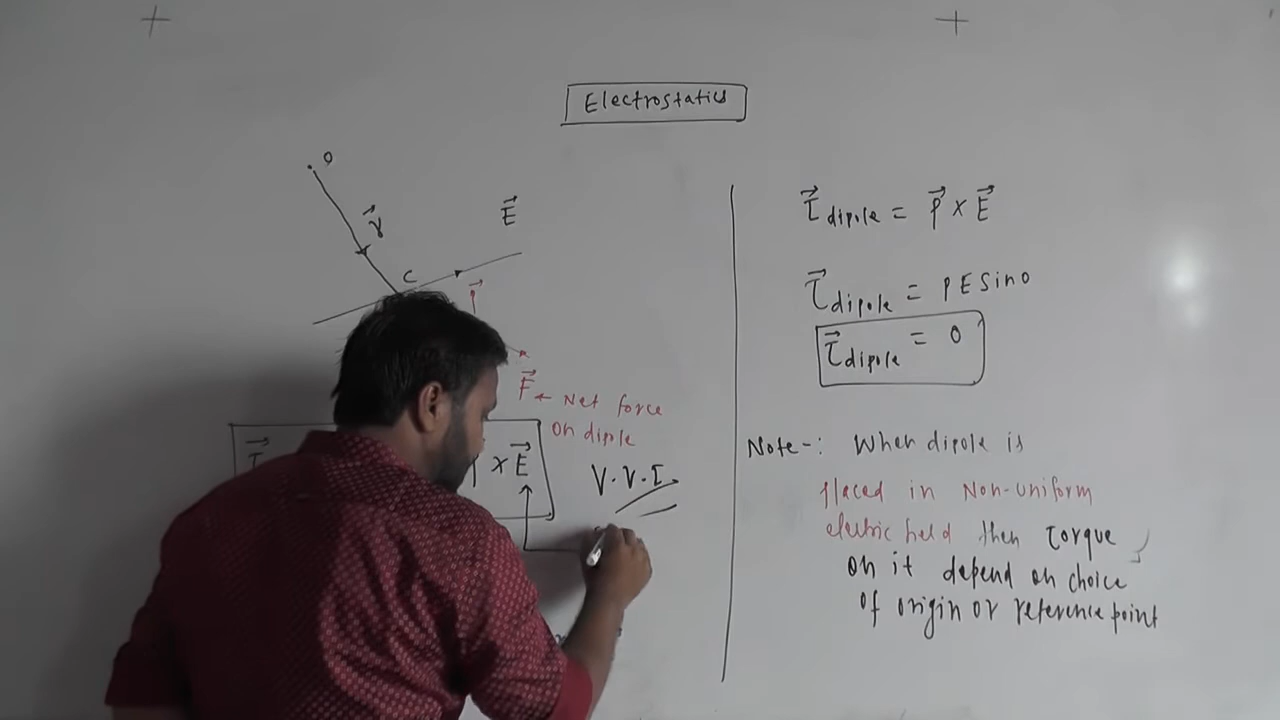 Electrostatics
O
r⃗
E⃗
C
F⃗ ← Net force
on dipole
× E⃗
V.V.I
τ⃗ dipole = P⃗ × E⃗
τ⃗ dipole = PE Sin0
τ⃗ dipole = 0
Note-: When dipole is
placed in Non-uniform
electric field then Torque
on it depend on choice
of origin or reference point